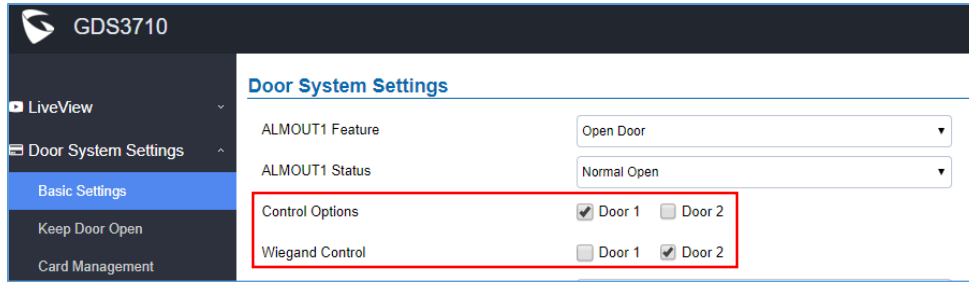 GDS3710
Door System Settings
LiveView
ALMOUT1 Feature Open Door
Door System Settings
ALMOUT1 Status Normal Open
Basic Settings
Control Options Door 1 Door 2
Keep Door Open
Wiegand Control Door 1 Door 2
Card Management